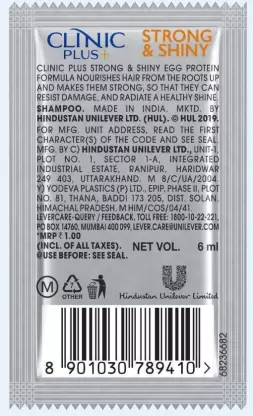 CLINIC
PLUS+
STRONG
& SHINY
CLINIC PLUS STRONG & SHINY EGG PROTEIN
FORMULA NOURISHES HAIR FROM THE ROOTS UP
AND MAKES THEM STRONG, SO THAT THEY CAN
RESIST DAMAGE, AND RADIATE A HEALTHY SHINE.
SHAMPOO. MADE IN INDIA. MKTD. BY
HINDUSTAN UNILEVER LTD. (HUL). © HUL 2019.
FOR MFG. UNIT ADDRESS, READ THE FIRST
CHARACTER(S) OF THE CODE AND SEE SEAL.
MFG. BY C) HINDUSTAN UNILEVER LTD., UNIT-1,
PLOT NO. 1, SECTOR 1-A, INTEGRATED
INDUSTRIAL ESTATE, RANIPUR, HARIDWAR
249 403, UTTARAKHAND. M 8/C/UA/2004.
Y) YODEVA PLASTICS (P) LTD., EPIP. PHASE II, PLOT
NO. 81, THANA, BADDI 173 205, DIST. SOLAN.
HIMACHAL PRADESH. M HIM/COS/04/41.
LEVERCARE-QUERY / FEEDBACK, TOLL FREE: 1800-10-22-221,
PO BOX 14760, MUMBAI 400 099, LEVER.CARE@UNILEVER.COM
*MRP ₹ 1.00
(INCL. OF ALL TAXES). NET VOL. 6 ml
@USE BEFORE: SEE SEAL.
M
7
OTHER
Hindustan Unilever Limited
8 901030 789410 >
68236682